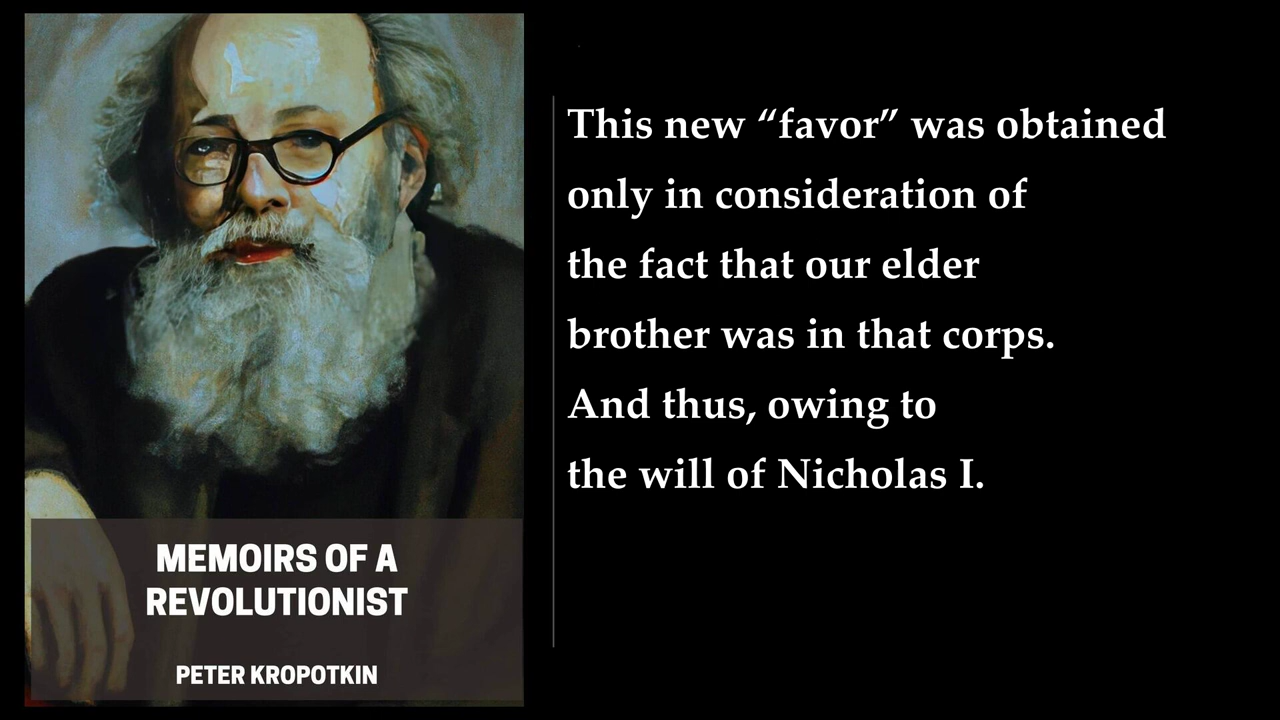 MEMOIRS OF A
REVOLUTIONIST
PETER KROPOTKIN
This new “favor” was obtained
only in consideration of
the fact that our elder
brother was in that corps.
And thus, owing to
the will of Nicholas I.